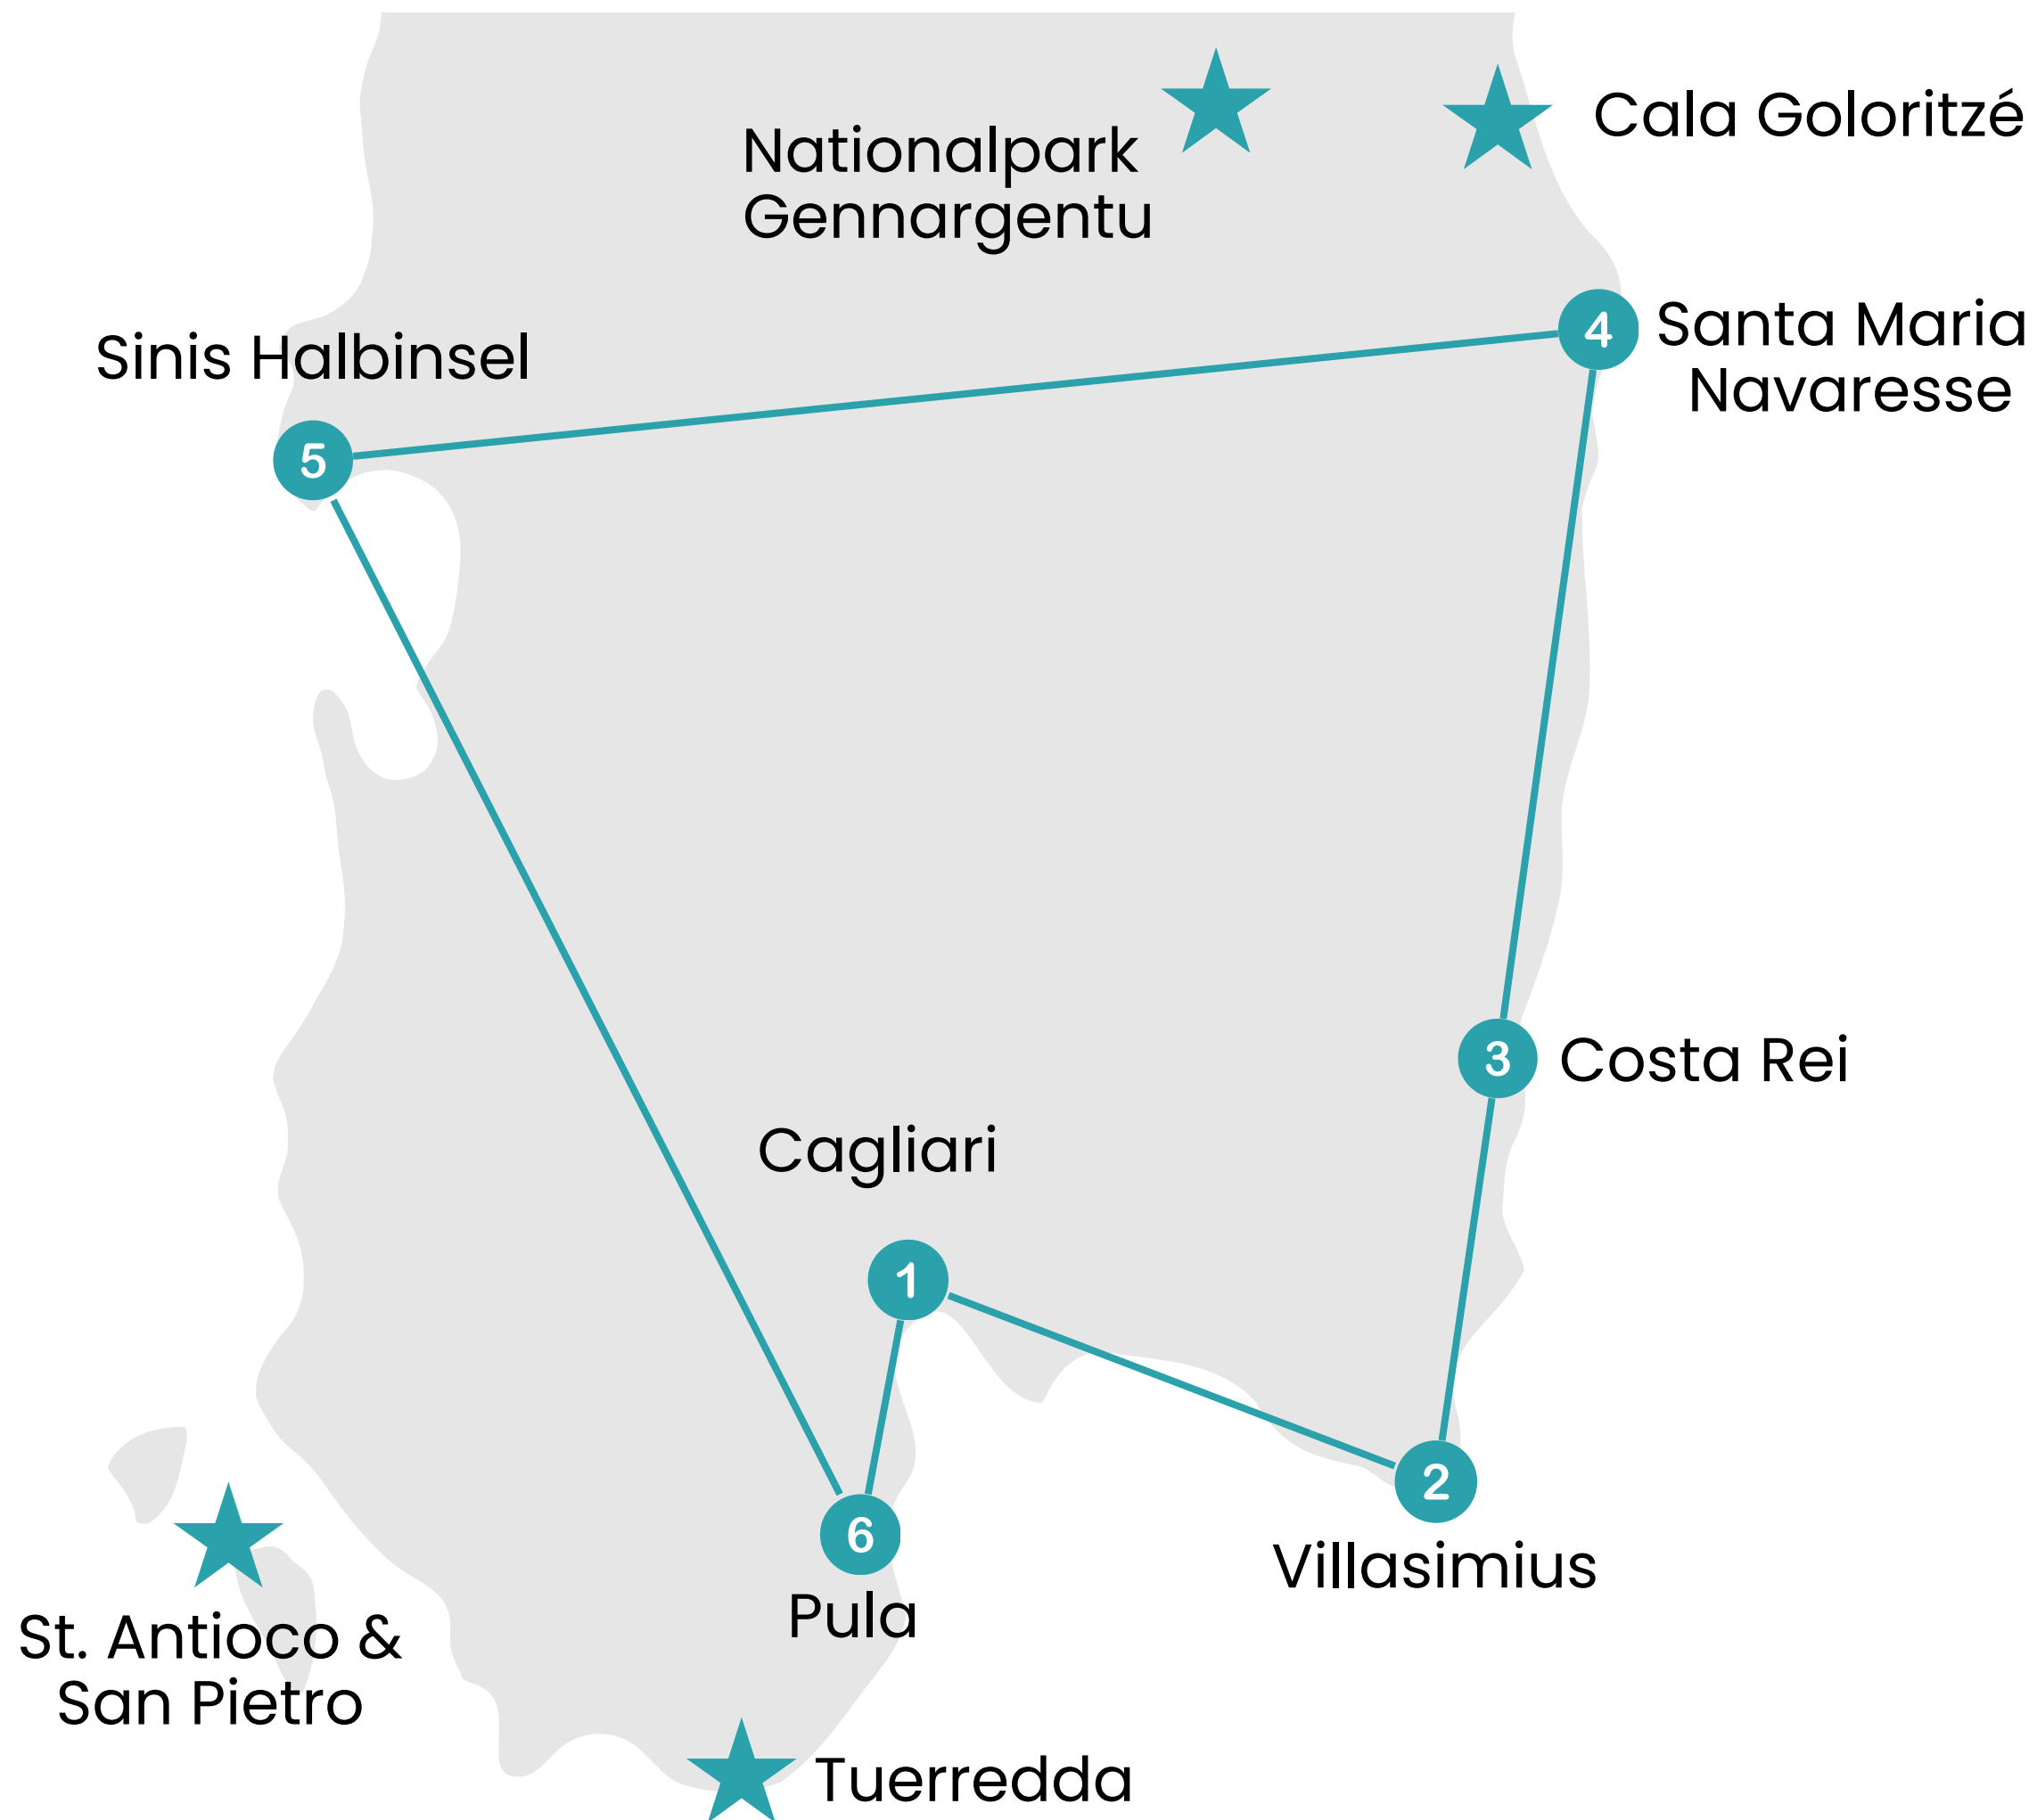 Cala Goloritzé
Nationalpark
Gennargentu
4
Santa Maria
Navaresse
Sinis Halbinsel
5
3
Costa Rei
Cagliari
1
2
Villasimius
6
Pula
St. Antioco &
San Pietro
Tuerredda